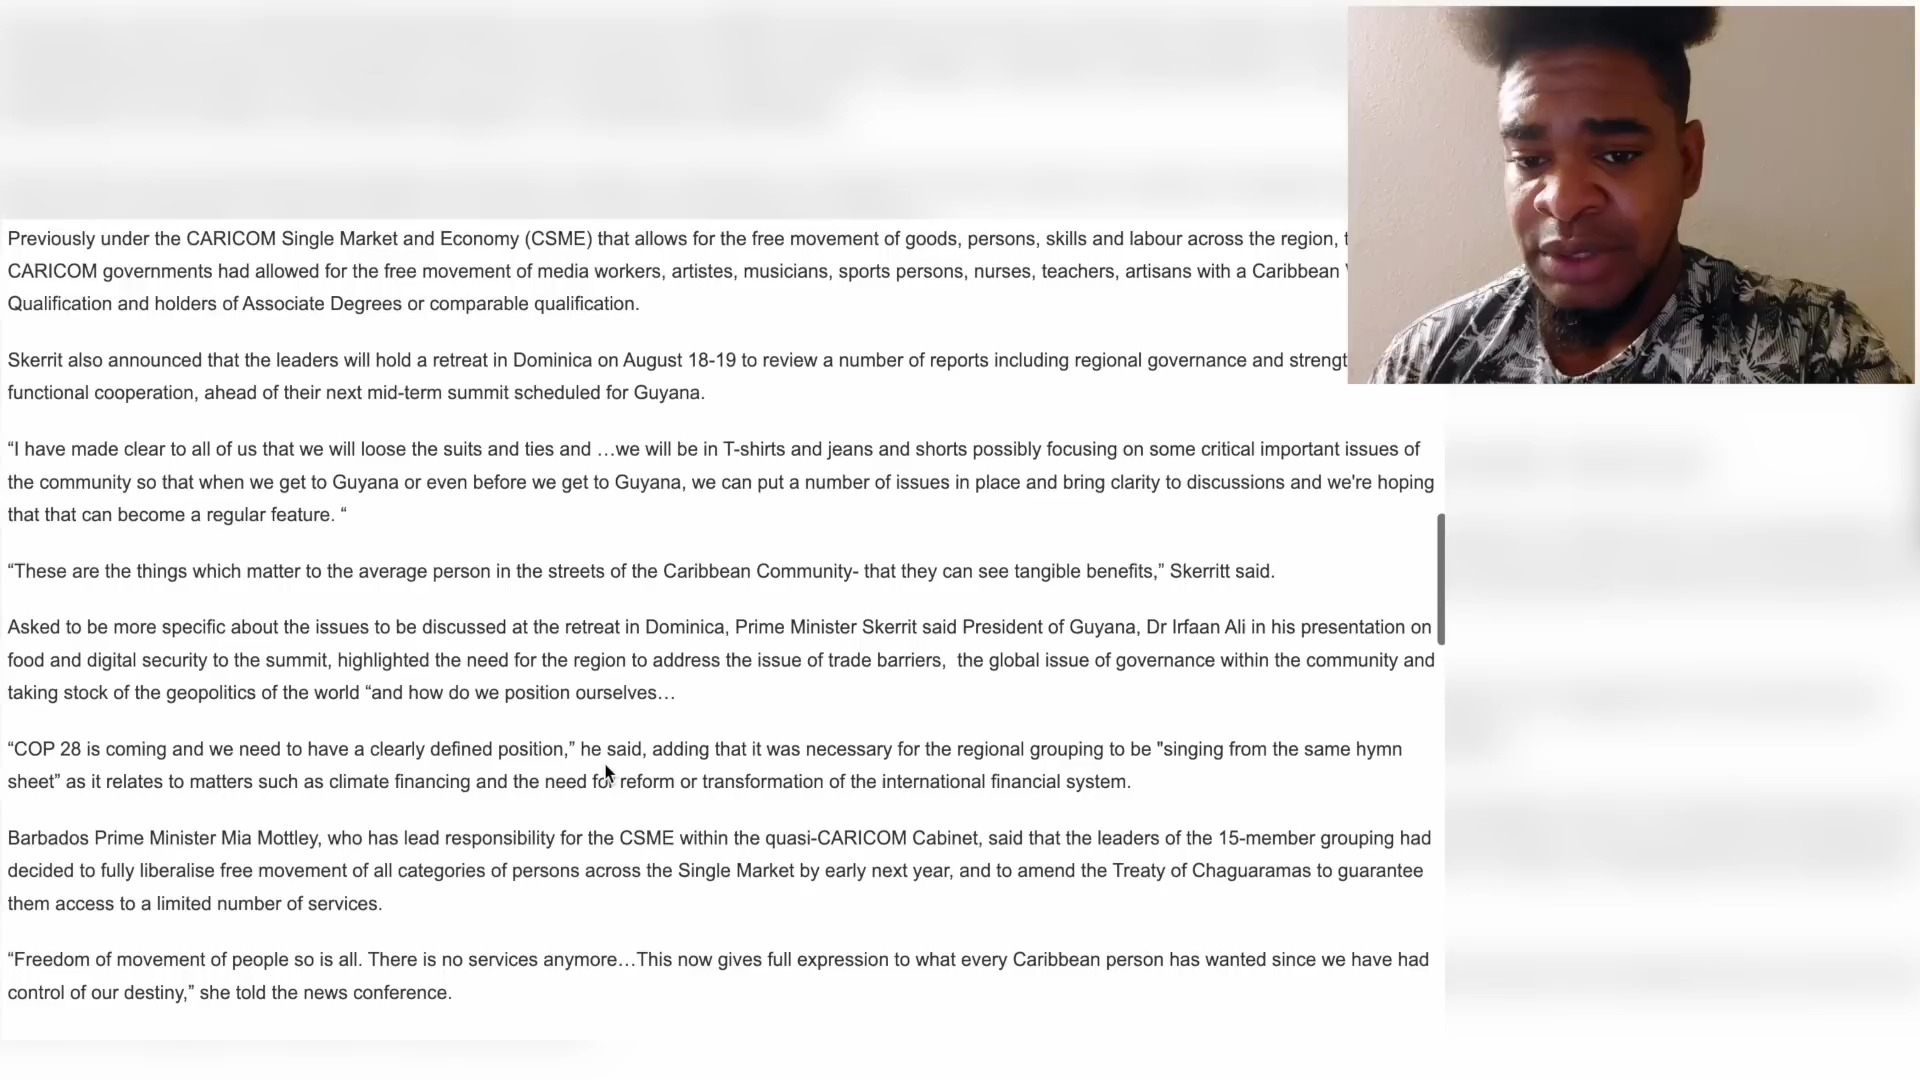 Previously under the CARICOM Single Market and Economy (CSME) that allows for the free movement of goods, persons, skills and labour across the region,
CARICOM governments had allowed for the free movement of media workers, artistes, musicians, sports persons, nurses, teachers, artisans with a Caribbean
Qualification and holders of Associate Degrees or comparable qualification.
Skerrit also announced that the leaders will hold a retreat in Dominica on August 18-19 to review a number of reports including regional governance and
functional cooperation, ahead of their next mid-term summit scheduled for Guyana.
“I have made clear to all of us that we will loose the suits and ties and …we will be in T-shirts and jeans and shorts possibly focusing on some critical important issues of
the community so that when we get to Guyana or even before we get to Guyana, we can put a number of issues in place and bring clarity to discussions and we're hoping
that that can become a regular feature. “
“These are the things which matter to the average person in the streets of the Caribbean Community- that they can see tangible benefits,” Skerritt said.
Asked to be more specific about the issues to be discussed at the retreat in Dominica, Prime Minister Skerrit said President of Guyana, Dr Irfaan Ali in his presentation on
food and digital security to the summit, highlighted the need for the region to address the issue of trade barriers,  the global issue of governance within the community and
taking stock of the geopolitics of the world “and how do we position ourselves…
“COP 28 is coming and we need to have a clearly defined position,” he said, adding that it was necessary for the regional grouping to be "singing from the same hymn
sheet” as it relates to matters such as climate financing and the need for reform or transformation of the international financial system.
Barbados Prime Minister Mia Mottley, who has lead responsibility for the CSME within the quasi-CARICOM Cabinet, said that the leaders of the 15-member grouping had
decided to fully liberalise free movement of all categories of persons across the Single Market by early next year, and to amend the Treaty of Chaguaramas to guarantee
them access to a limited number of services.
“Freedom of movement of people so is all. There is no services anymore…This now gives full expression to what every Caribbean person has wanted since we have had
control of our destiny,” she told the news conference.